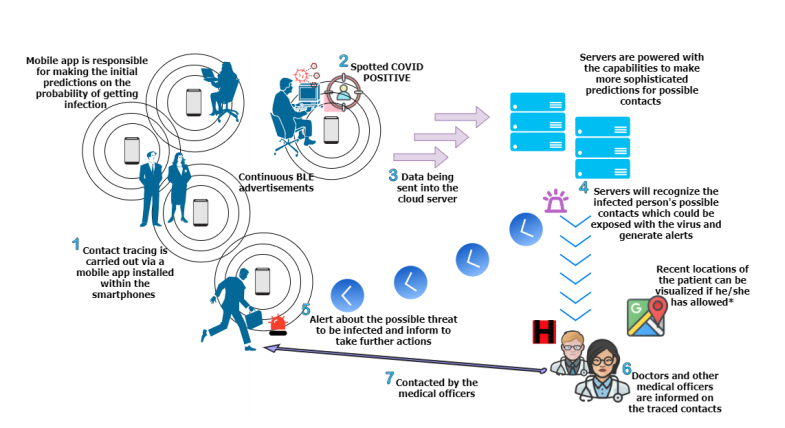 Mobile app is responsible
for making the initial
predictions on the
probability of getting
infection
2 Spotted COVID
POSITIVE
Servers are powered with
the capabilities to make
more sophisticated
predictions for possible
contacts
Continuous BLE
advertisements
3 Data being
sent into the
cloud server
4 Servers will recognize the
infected person's possible
contacts which could be
exposed with the virus and
generate alerts
1 Contact tracing is
carried out via a
mobile app installed
within the
smartphones
Recent locations of
the patient can be
visualized if he/she
has allowed*
G
5 Alert about the possible threat
to be infected and inform to
take further actions
H
6 Doctors and other
medical officers
are informed on
the traced contacts
7 Contacted by the
medical officers